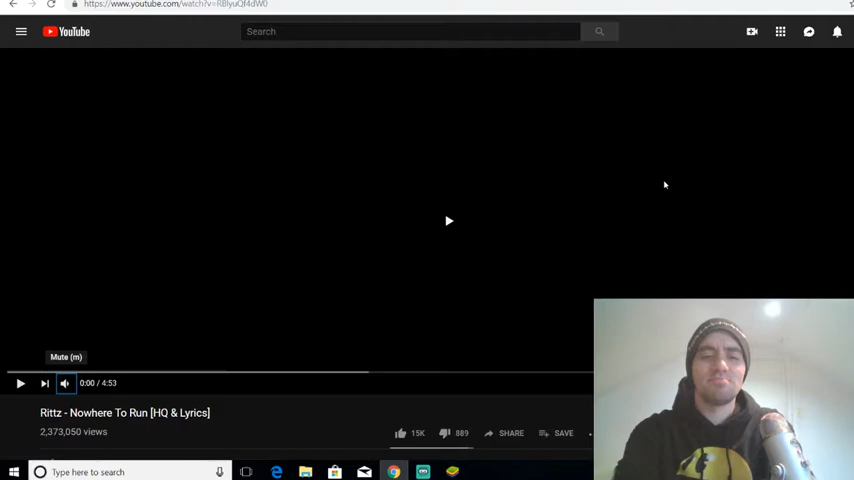 https://www.youtube.com/watch?v=RBlyuQf4dW0
YouTube
Search
Mute (m)
0:00 / 4:53
Rittz - Nowhere To Run [HQ & Lyrics]
2,373,050 views
15K
889
SHARE
SAVE
Type here to search